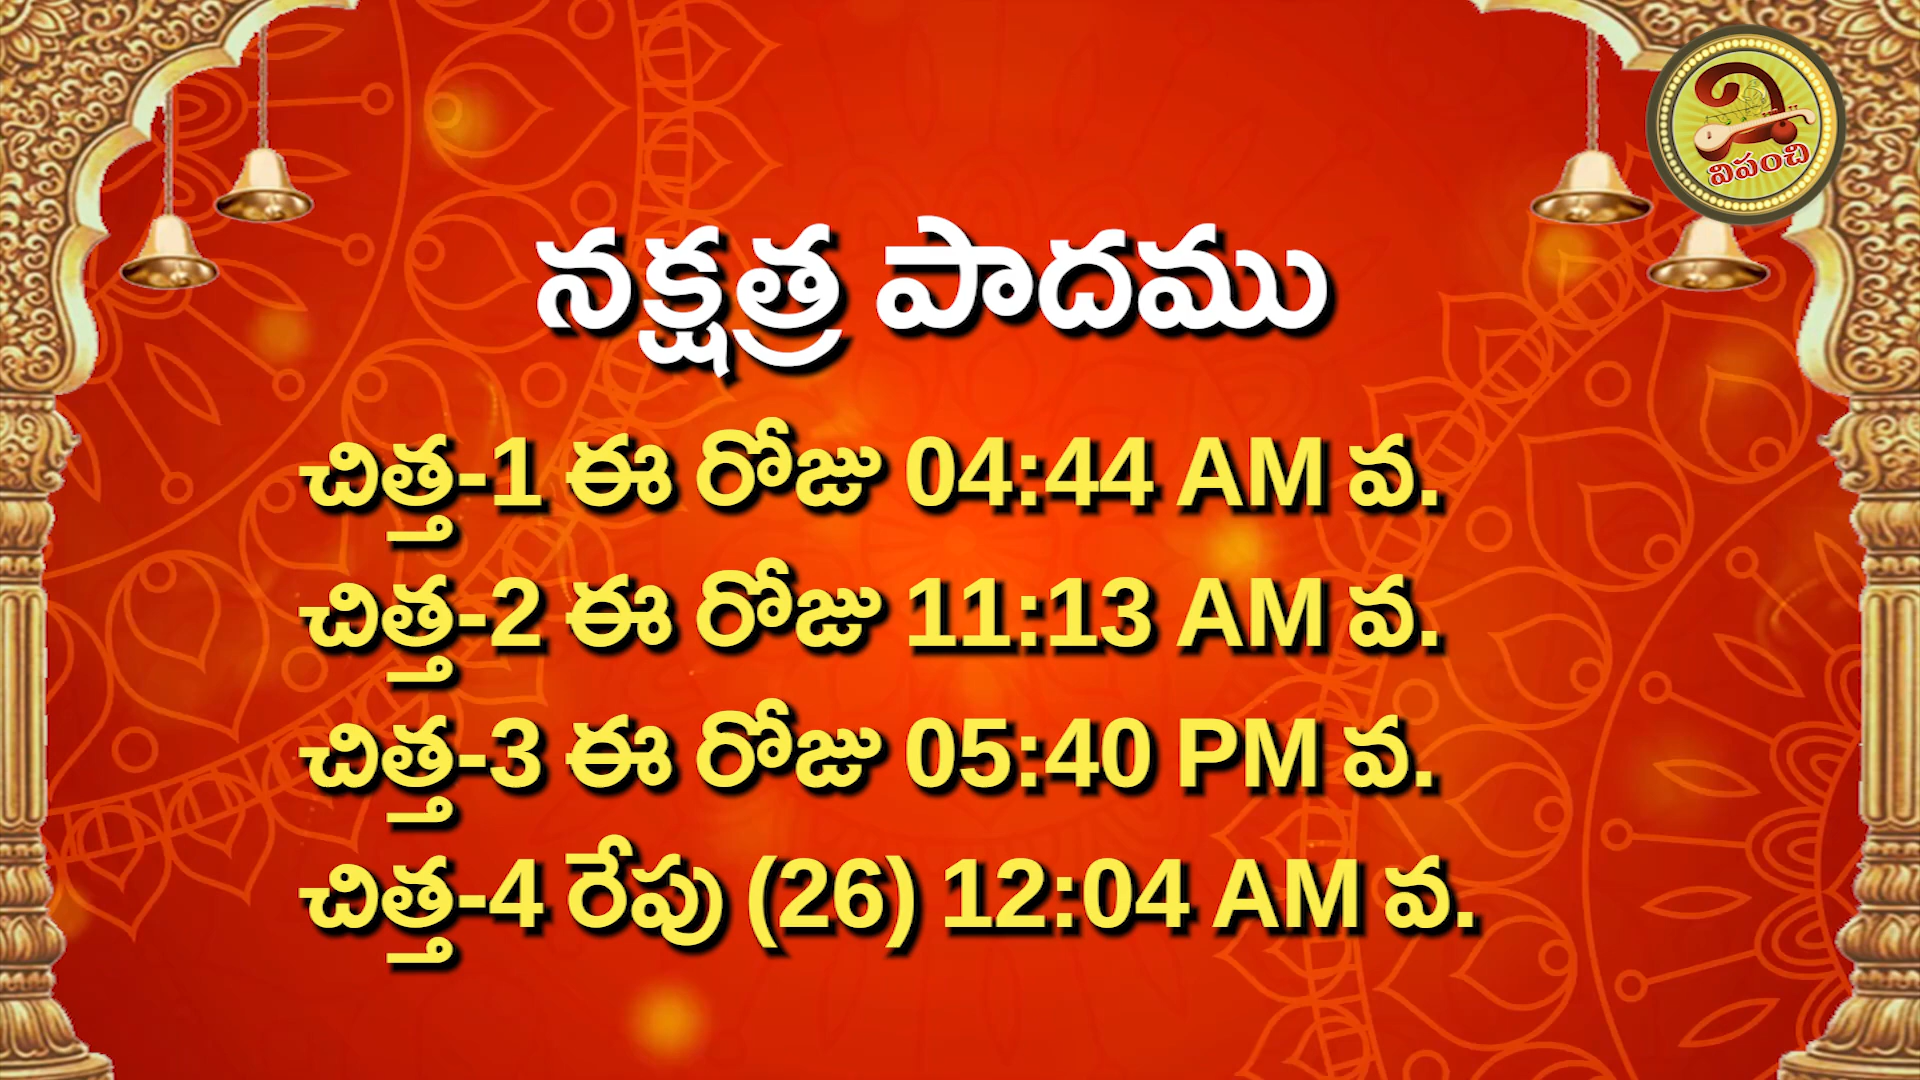 విపంచి
నక్షత్ర పాదము
చిత్త-1 ఈ రోజు 04:44 AM వ.
చిత్త-2 ఈ రోజు 11:13 AM వ.
చిత్త-3 ఈ రోజు 05:40 PM వ.
చిత్త-4 రేపు (26) 12:04 AM వ.